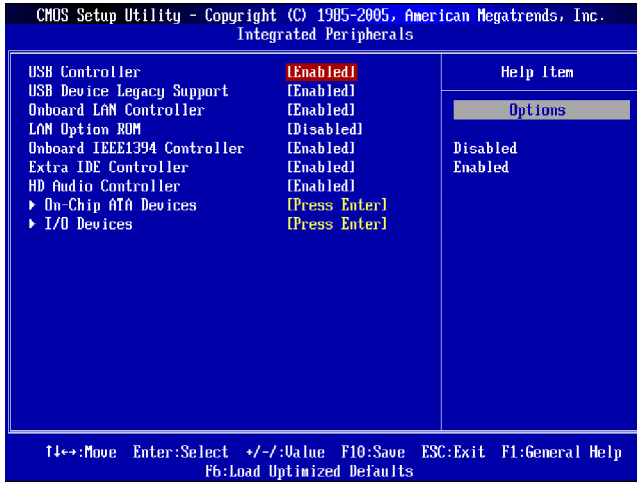 CMOS Setup Utility - Copyright (C) 1985-2005, American Megatrends, Inc.
Integrated Peripherals
USB Controller [Enabled]
USB Device Legacy Support [Enabled]
Onboard LAN Controller [Enabled]
LAN Option ROM [Disabled]
Onboard IEEE1394 Controller [Enabled]
Extra IDE Controller [Enabled]
HD Audio Controller [Enabled]
▸ On-Chip ATA Devices [Press Enter]
▸ I/O Devices [Press Enter]
Help Item
Options
Disabled
Enabled
↑↓←→:Move Enter:Select +/-/:Value F10:Save ESC:Exit F1:General Help
F6:Load Optimized Defaults